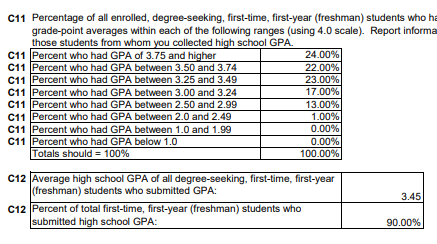 C11 Percentage of all enrolled, degree-seeking, first-time, first-year (freshman) students who ha
grade-point averages within each of the following ranges (using 4.0 scale). Report informa
those students from whom you collected high school GPA.
C11 Percent who had GPA of 3.75 and higher 24.00%
C11 Percent who had GPA between 3.50 and 3.74 22.00%
C11 Percent who had GPA between 3.25 and 3.49 23.00%
C11 Percent who had GPA between 3.00 and 3.24 17.00%
C11 Percent who had GPA between 2.50 and 2.99 13.00%
C11 Percent who had GPA between 2.0 and 2.49 1.00%
C11 Percent who had GPA between 1.0 and 1.99 0.00%
C11 Percent who had GPA below 1.0 0.00%
Totals should = 100% 100.00%
C12 Average high school GPA of all degree-seeking, first-time, first-year
(freshman) students who submitted GPA: 3.45
C12 Percent of total first-time, first-year (freshman) students who
submitted high school GPA: 90.00%